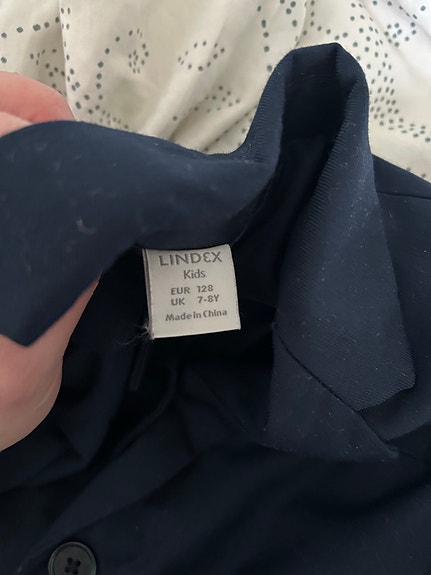 LINDEX
Kids
EUR 128
UK 7-8Y
Made in China